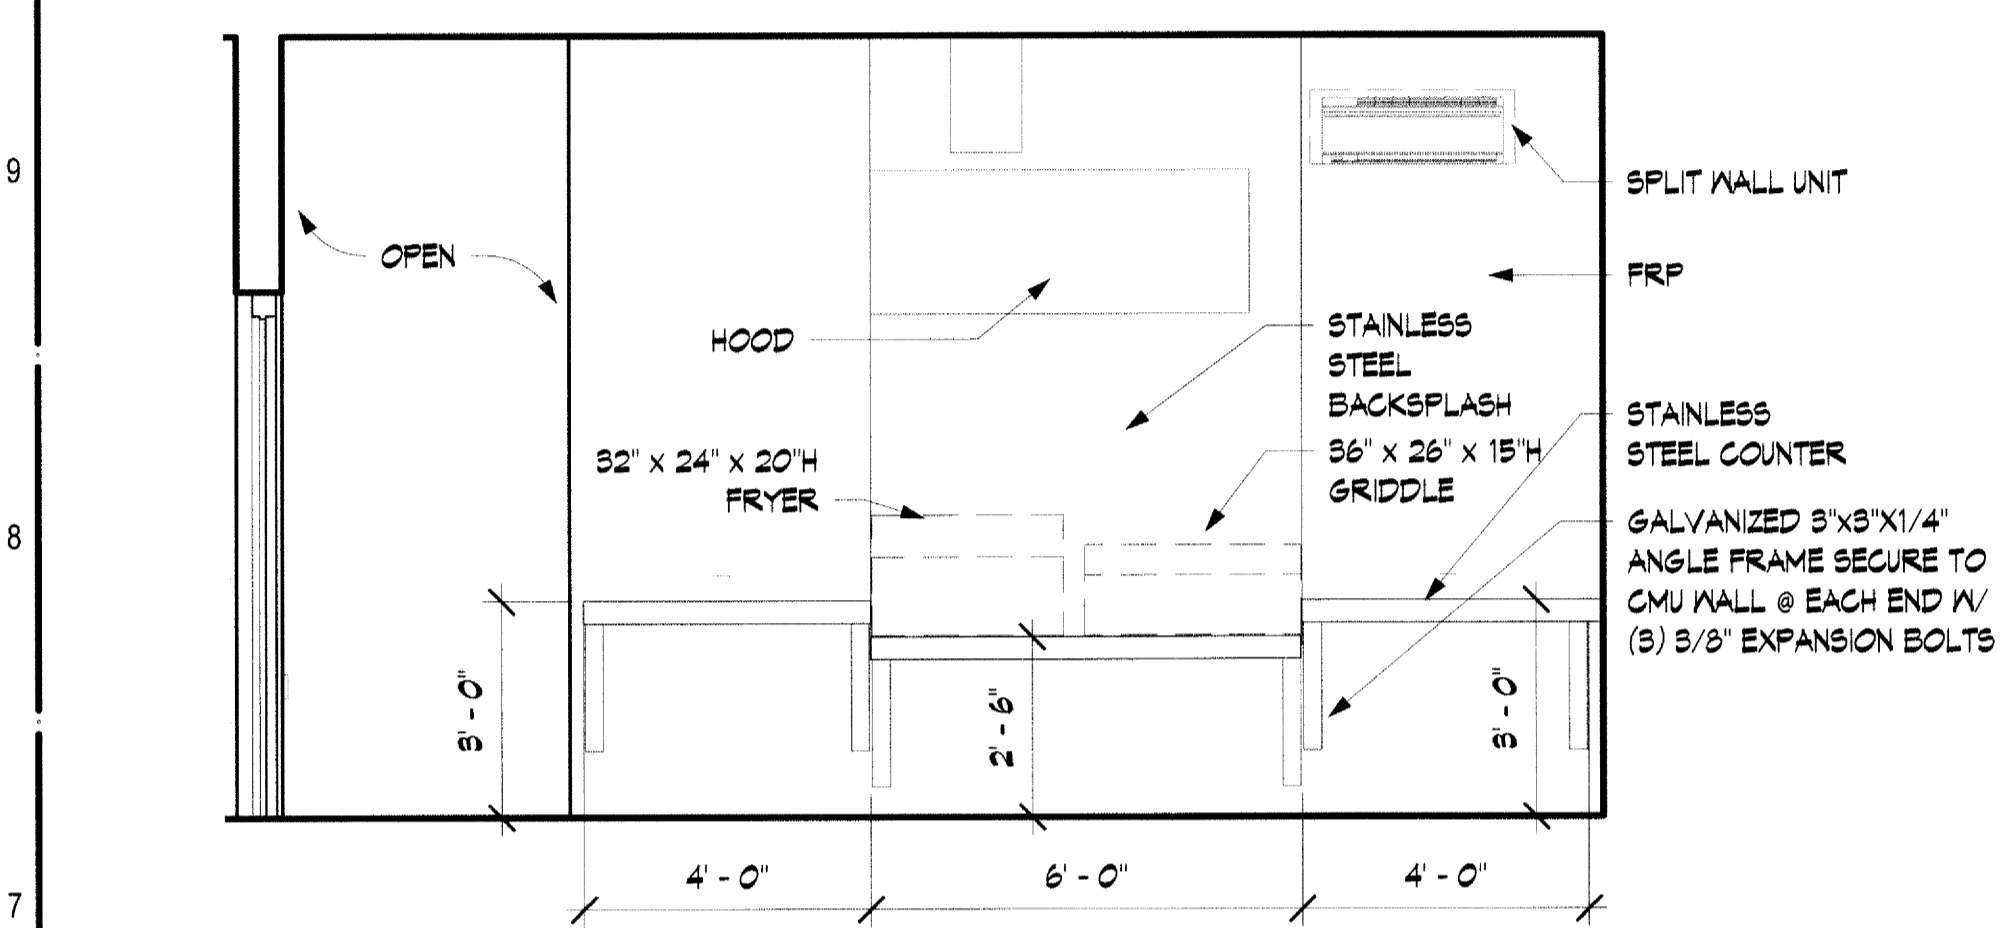 9
SPLIT WALL UNIT
OPEN
FRP
HOOD
STAINLESS
STEEL
BACKSPLASH
STAINLESS
STEEL COUNTER
32" x 24" x 20"H
FRYER
36" x 26" x 15"H
GRIDDLE
8
GALVANIZED 3"x3"X1/4"
ANGLE FRAME SECURE TO
CMU WALL @ EACH END W/
(3) 3/8" EXPANSION BOLTS
3' - 0"
2' - 6"
3' - 0"
4' - 0"
6' - 0"
4' - 0"
7